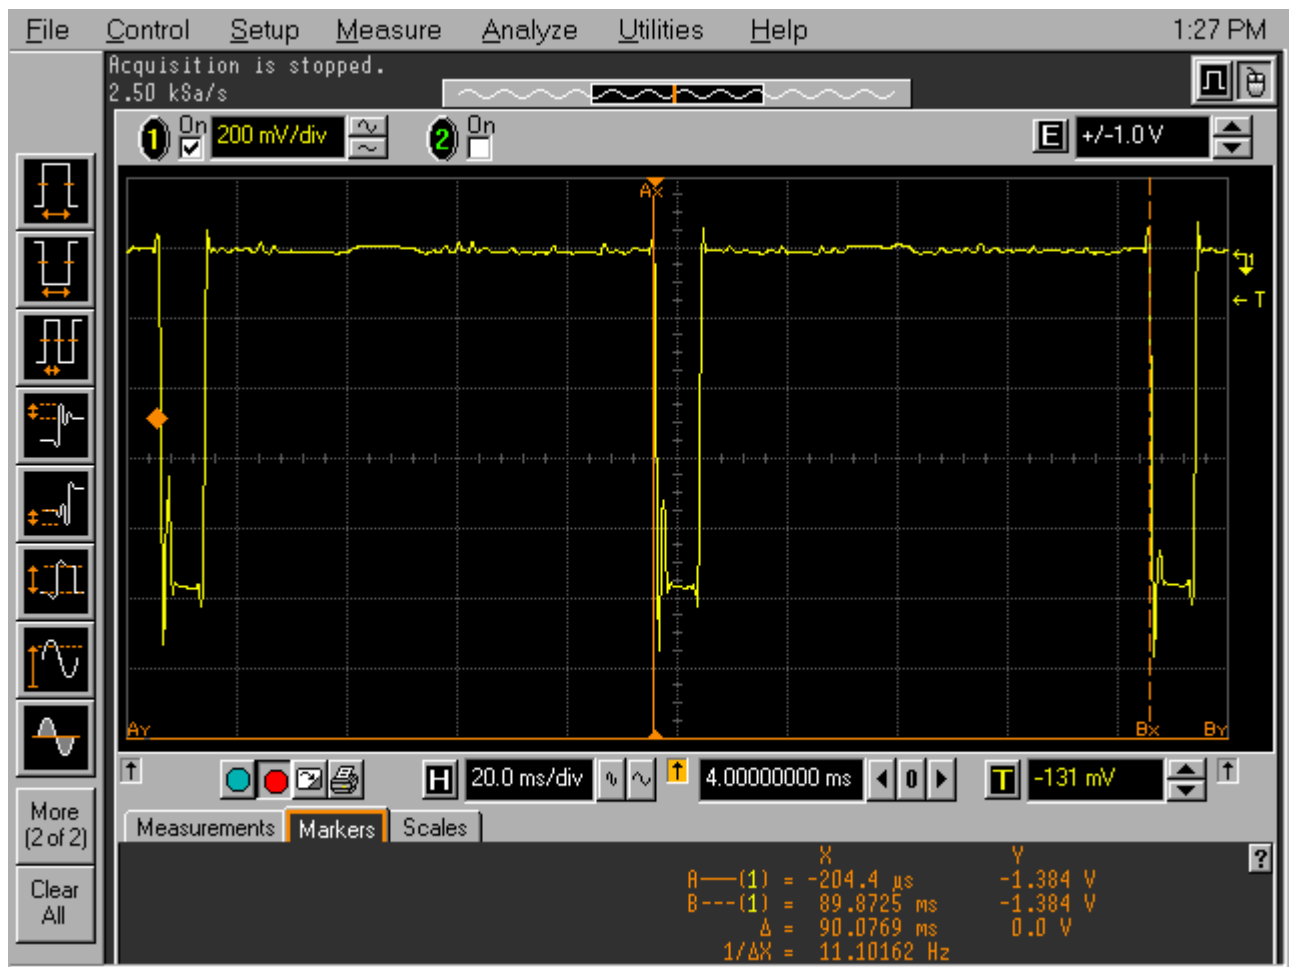 File Control Setup Measure Analyze Utilities Help 1:27 PM
Acquisition is stopped.
2.50 kSa/s
1 On 200 mV/div 2 On E +/-1.0 V
Ax
1
T
Ay Bx By
H 20.0 ms/div 4.00000000 ms 0 T -131 mV
More
(2 of 2)
Clear
All
Measurements Markers Scales
X Y
A——(1) = -204.4 µs -1.384 V
B---(1) = 89.8725 ms -1.384 V
Δ = 90.0769 ms 0.0 V
1/ΔX = 11.10162 Hz
?